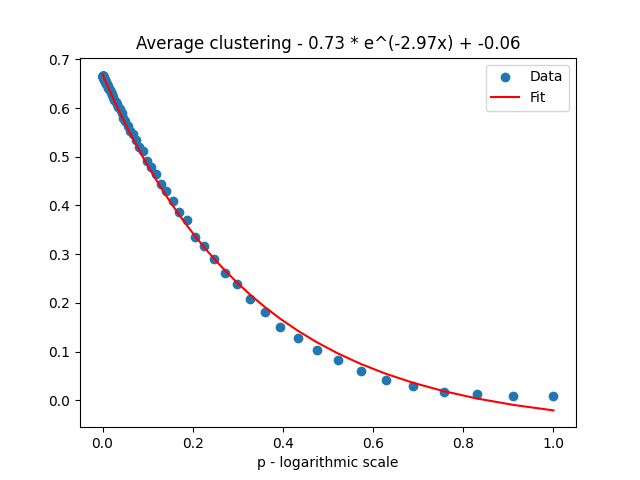 Average clustering - 0.73 * e^(-2.97x) + -0.06
Data
Fit
0.7
0.6
0.5
0.4
0.3
0.2
0.1
0.0
0.0 0.2 0.4 0.6 0.8 1.0
p - logarithmic scale